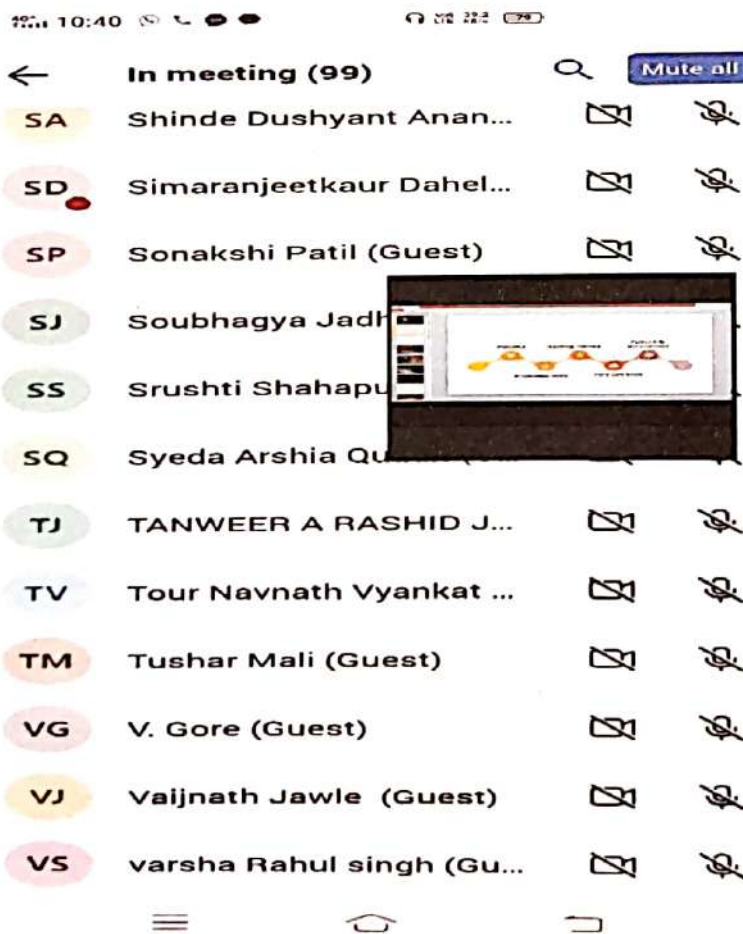 10:40
79
In meeting (99)
Mute all
SA Shinde Dushyant Anan...
SD Simaranjeetkaur Dahel...
SP Sonakshi Patil (Guest)
SJ Soubhagya Jadh
SS Srushti Shahapu
SQ Syeda Arshia Qu
TJ TANWEER A RASHID J...
TV Tour Navnath Vyankat ...
TM Tushar Mali (Guest)
VG V. Gore (Guest)
VJ Vaijnath Jawle (Guest)
VS varsha Rahul singh (Gu...